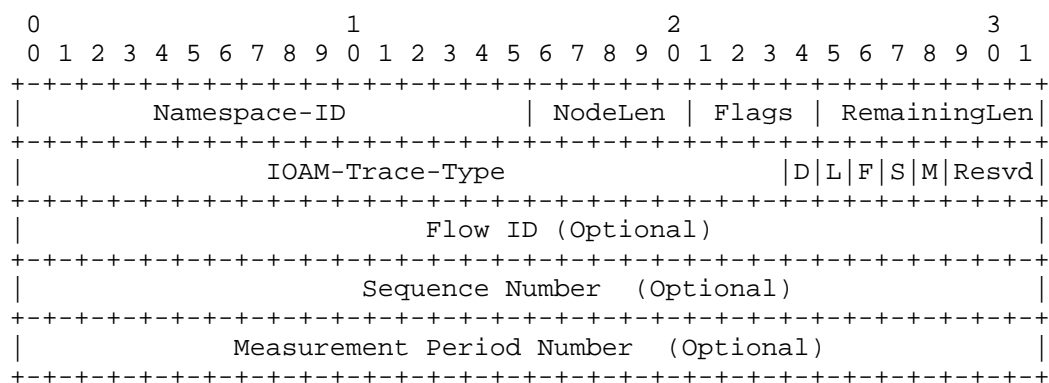 0                   1                   2                   3
 0 1 2 3 4 5 6 7 8 9 0 1 2 3 4 5 6 7 8 9 0 1 2 3 4 5 6 7 8 9 0 1
+-+-+-+-+-+-+-+-+-+-+-+-+-+-+-+-+-+-+-+-+-+-+-+-+-+-+-+-+-+-+-+-+
|        Namespace-ID           | NodeLen | Flags | RemainingLen|
+-+-+-+-+-+-+-+-+-+-+-+-+-+-+-+-+-+-+-+-+-+-+-+-+-+-+-+-+-+-+-+-+
|               IOAM-Trace-Type                 |D|L|F|S|M|Resvd|
+-+-+-+-+-+-+-+-+-+-+-+-+-+-+-+-+-+-+-+-+-+-+-+-+-+-+-+-+-+-+-+-+
|                         Flow ID (Optional)                    |
+-+-+-+-+-+-+-+-+-+-+-+-+-+-+-+-+-+-+-+-+-+-+-+-+-+-+-+-+-+-+-+-+
|                     Sequence Number  (Optional)               |
+-+-+-+-+-+-+-+-+-+-+-+-+-+-+-+-+-+-+-+-+-+-+-+-+-+-+-+-+-+-+-+-+
|             Measurement Period Number  (Optional)             |
+-+-+-+-+-+-+-+-+-+-+-+-+-+-+-+-+-+-+-+-+-+-+-+-+-+-+-+-+-+-+-+-+